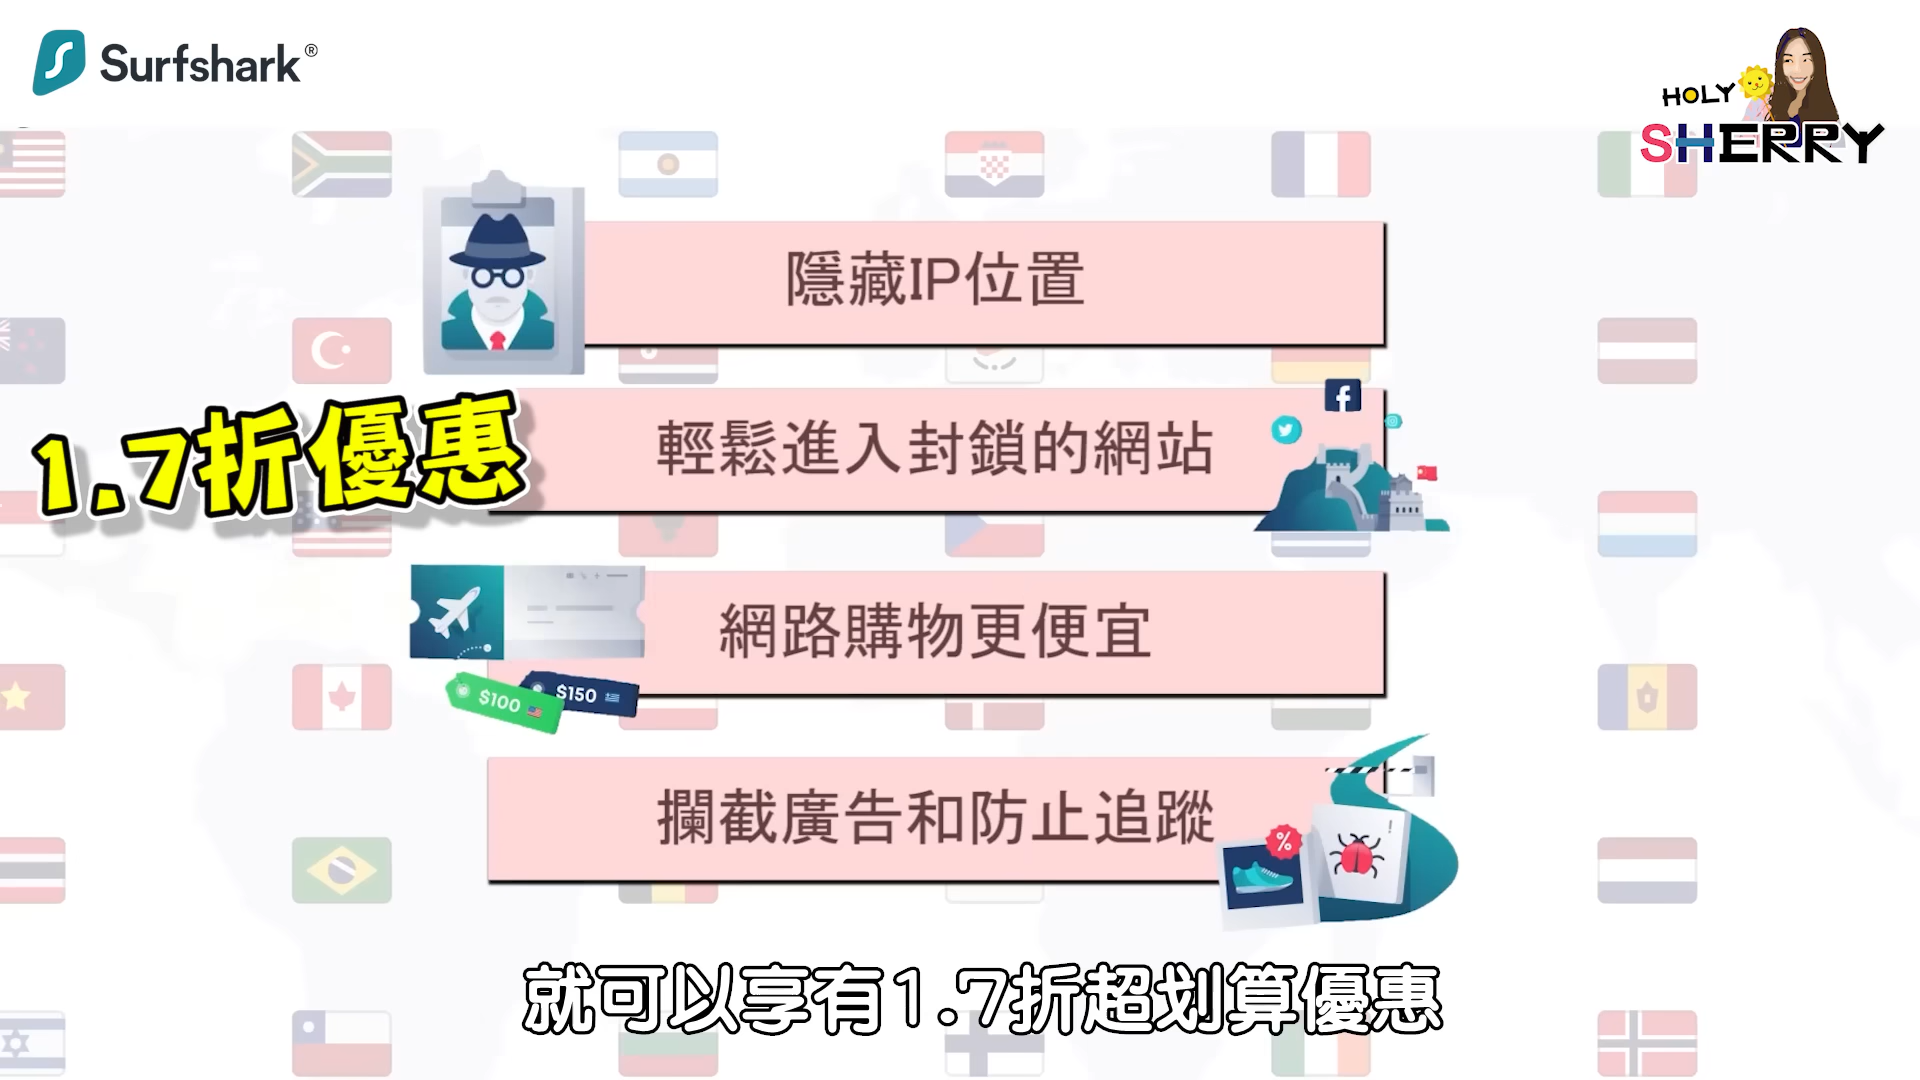 Surfshark®
HOLY
SHERRY
隱藏IP位置
1.7折優惠
輕鬆進入封鎖的網站
網路購物更便宜
$100
$150
攔截廣告和防止追蹤
%
就可以享有1.7折超划算優惠